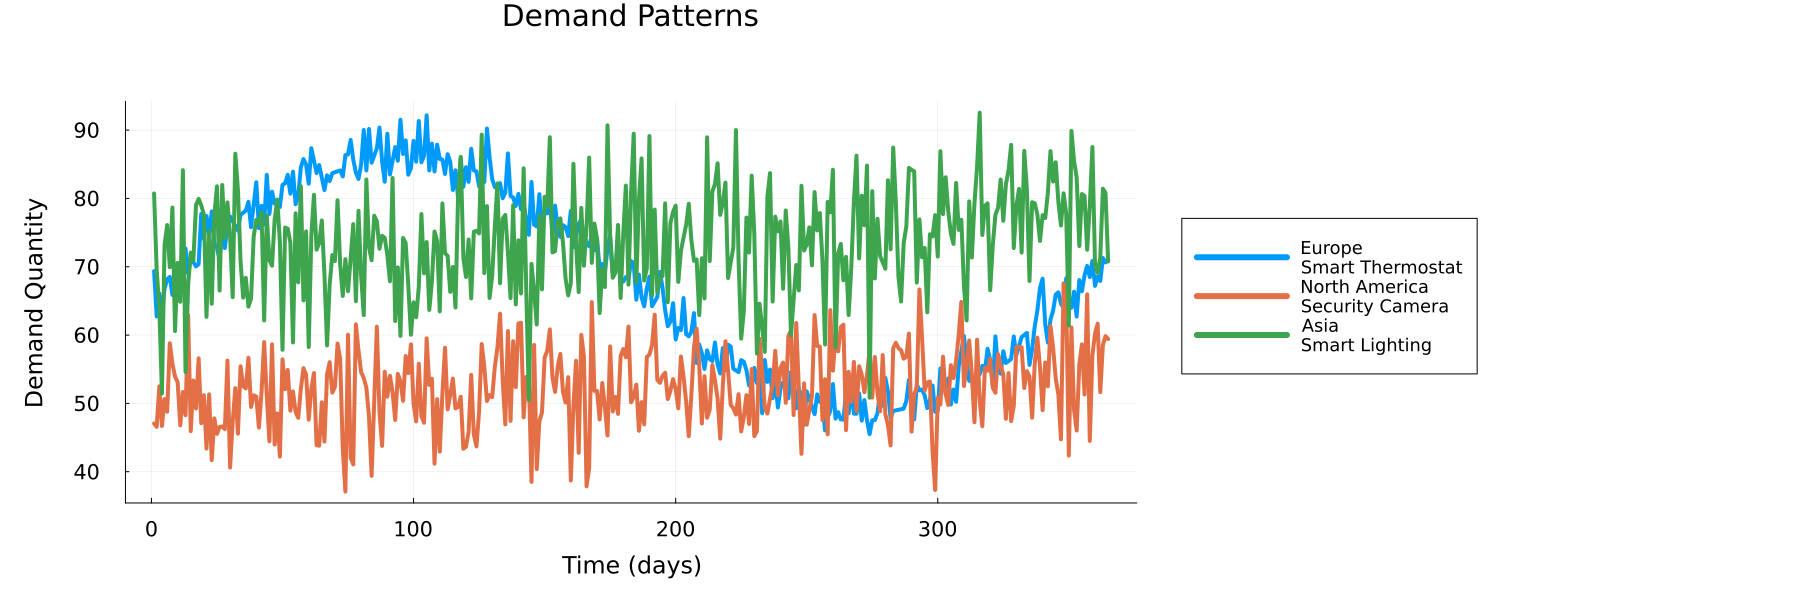 Demand Patterns
Demand Quantity
90
80
70
60
50
40
0
100
200
300
Time (days)
Europe
Smart Thermostat
North America
Security Camera
Asia
Smart Lighting